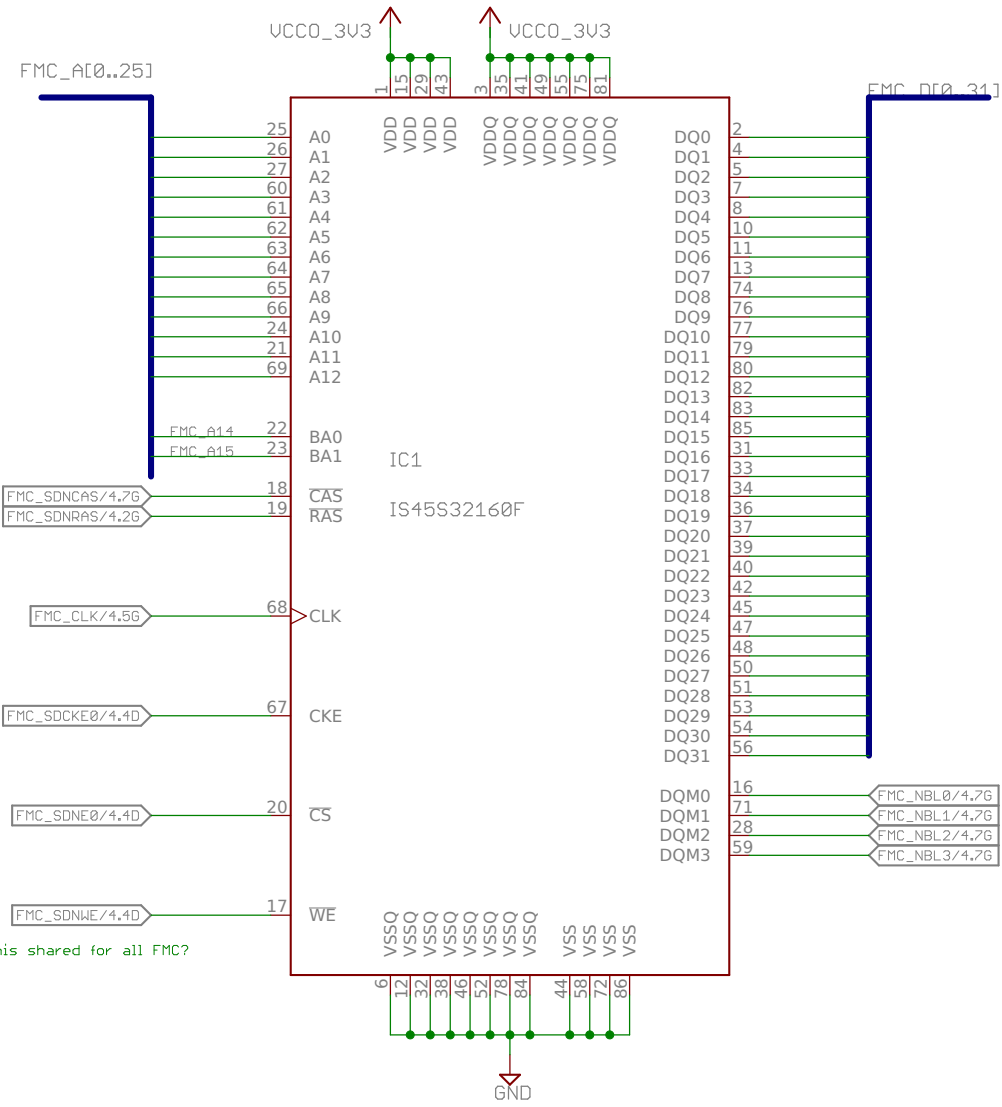 VCCO_3V3 VCCO_3V3
FMC_A[0..25] FMC_D[0..31]
1 15 29 43 3 35 41 49 55 75 81
VDD VDD VDD VDD VDDQ VDDQ VDDQ VDDQ VDDQ VDDQ VDDQ
25 A0 DQ0 2
26 A1 DQ1 4
27 A2 DQ2 5
60 A3 DQ3 7
61 A4 DQ4 8
62 A5 DQ5 10
63 A6 DQ6 11
64 A7 DQ7 13
65 A8 DQ8 74
66 A9 DQ9 76
24 A10 DQ10 77
21 A11 DQ11 79
69 A12 DQ12 80
DQ13 82
DQ14 83
FMC_A14 22 BA0 DQ15 85
FMC_A15 23 BA1 IC1 DQ16 31
DQ17 33
FMC_SDNCAS/4.7G 18 CAS DQ18 34
FMC_SDNRAS/4.2G 19 RAS IS45S32160F DQ19 36
DQ20 37
DQ21 39
DQ22 40
DQ23 42
FMC_CLK/4.5G 68 CLK DQ24 45
DQ25 47
DQ26 48
DQ27 50
DQ28 51
FMC_SDCKE0/4.4D 67 CKE DQ29 53
DQ30 54
DQ31 56
DQM0 16 FMC_NBL0/4.7G
FMC_SDNE0/4.4D 20 CS DQM1 71 FMC_NBL1/4.7G
DQM2 28 FMC_NBL2/4.7G
DQM3 59 FMC_NBL3/4.7G
FMC_SDNWE/4.4D 17 WE
VSSQ VSSQ VSSQ VSSQ VSSQ VSSQ VSSQ VSSQ VSS VSS VSS VSS
shared for all FMC?
6 12 32 38 46 52 78 84 44 58 72 86
GND